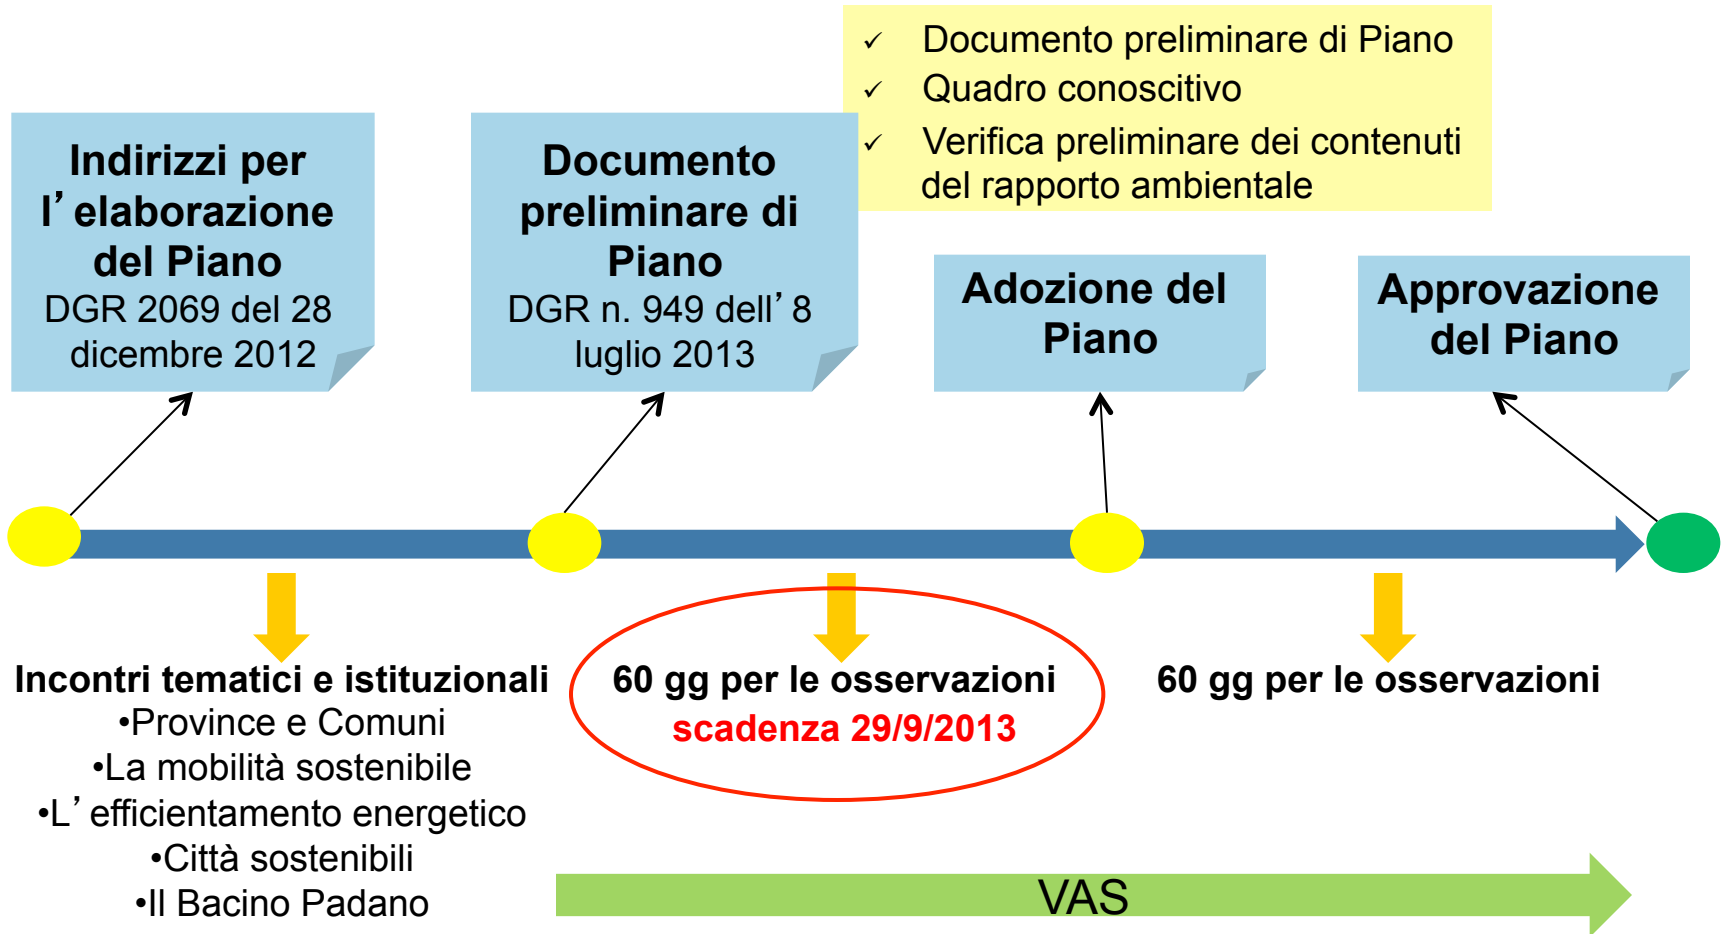 ✓ Documento preliminare di Piano
✓ Quadro conoscitivo
✓ Verifica preliminare dei contenuti
del rapporto ambientale
Indirizzi per
l’elaborazione
del Piano
DGR 2069 del 28
dicembre 2012
Documento
preliminare di
Piano
DGR n. 949 dell’8
luglio 2013
Adozione del
Piano
Approvazione
del Piano
Incontri tematici e istituzionali
•Province e Comuni
•La mobilità sostenibile
•L’efficientamento energetico
•Città sostenibili
•Il Bacino Padano
60 gg per le osservazioni
scadenza 29/9/2013
60 gg per le osservazioni
VAS